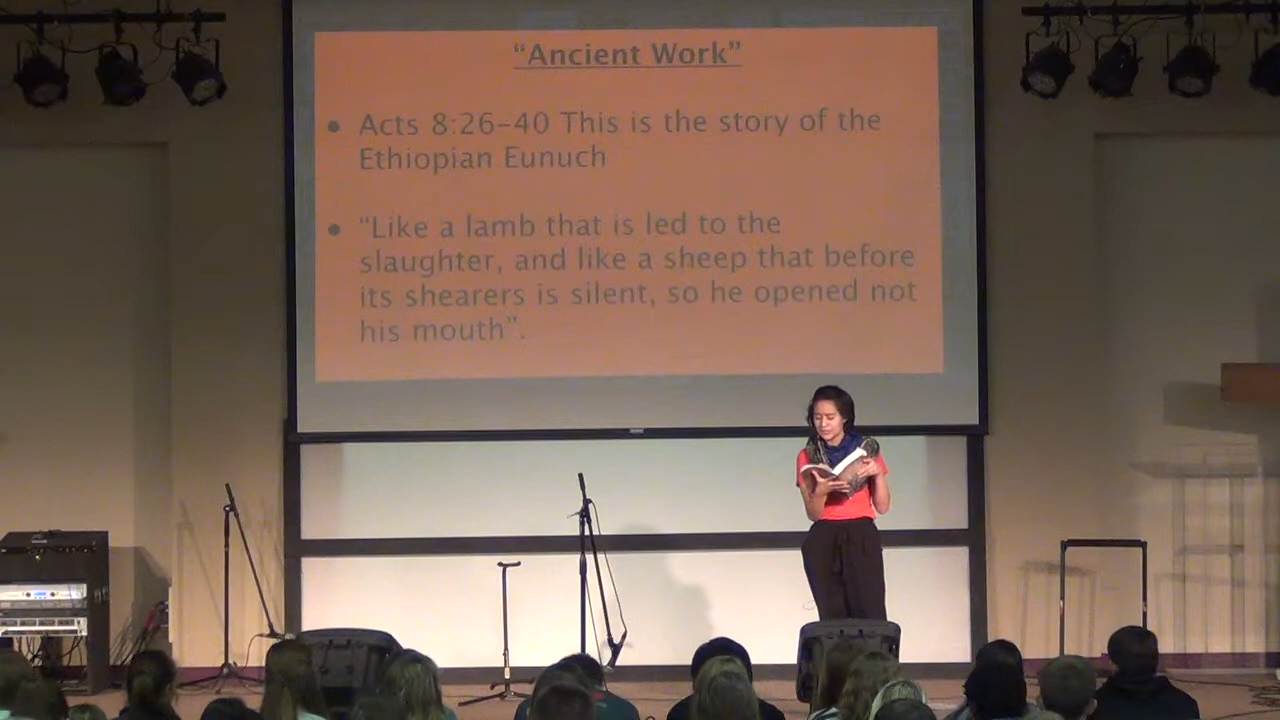 “Ancient Work”
• Acts 8:26-40 This is the story of the
Ethiopian Eunuch
• “Like a lamb that is led to the
slaughter, and like a sheep that before
its shearers is silent, so he opened not
his mouth”.